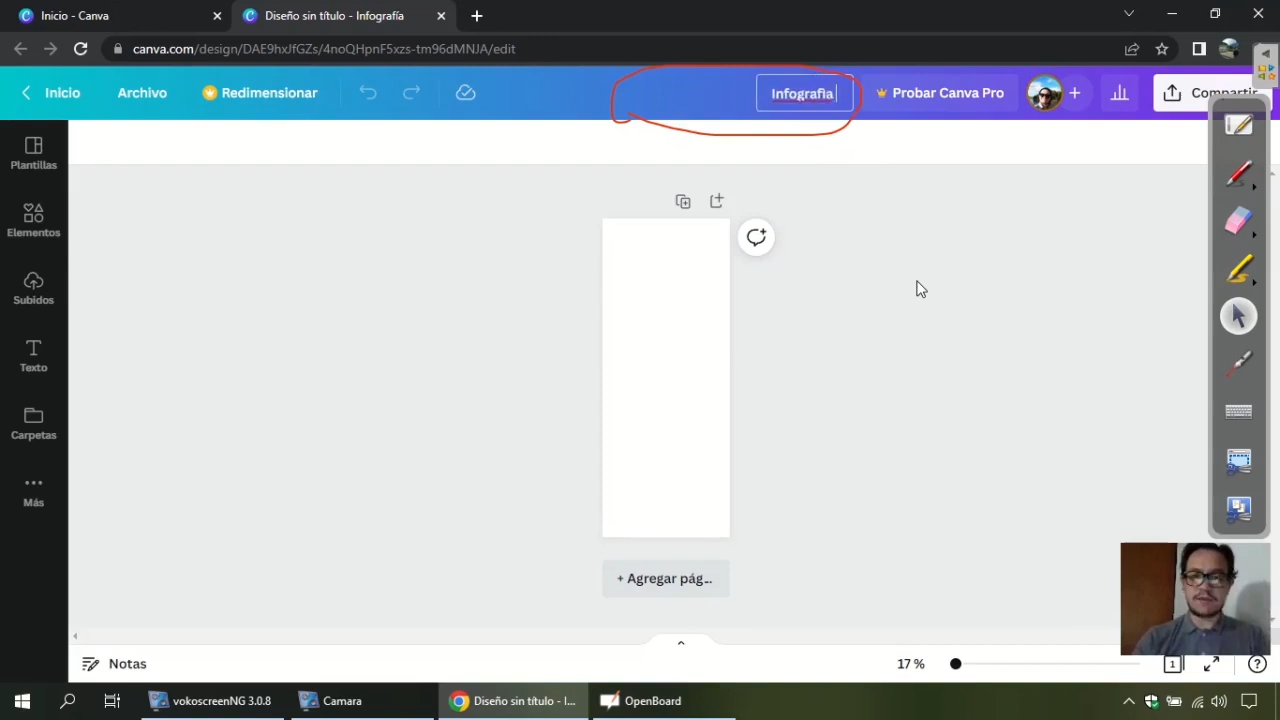 Inicio - Canva
Diseño sin título - Infografía
canva.com/design/DAE9hxJfGZs/4noQHpnF5xzs-tm96dMNJA/edit
Inicio
Archivo
Redimensionar
Infografia
Probar Canva Pro
Compartir
Plantillas
Elementos
Subidos
Texto
Carpetas
Más
+ Agregar pág...
Notas
17 %
1
?
vokoscreenNG 3.0.8
Camara
Diseño sin título - I...
OpenBoard